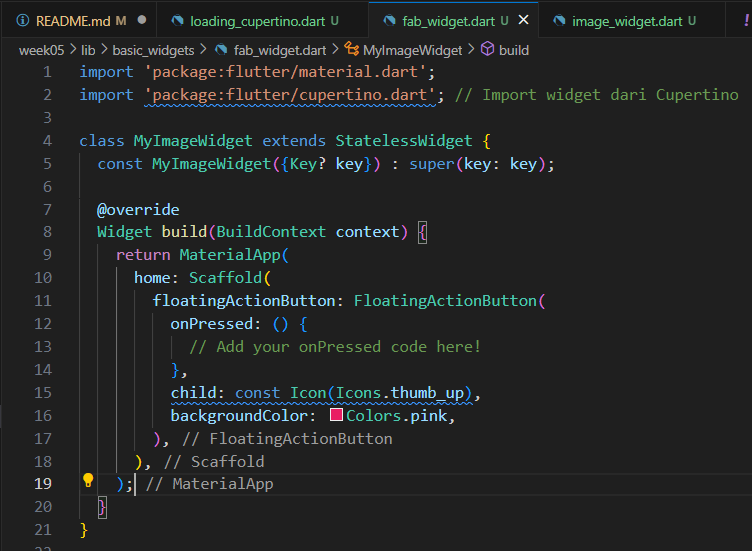 README.md M loading_cupertino.dart U fab_widget.dart U image_widget.dart U
week05 > lib > basic_widgets > fab_widget.dart > MyImageWidget > build
1 import 'package:flutter/material.dart';
2 import 'package:flutter/cupertino.dart'; // Import widget dari Cupertino
3
4 class MyImageWidget extends StatelessWidget {
5 const MyImageWidget({Key? key}) : super(key: key);
6
7 @override
8 Widget build(BuildContext context) {
9 return MaterialApp(
10 home: Scaffold(
11 floatingActionButton: FloatingActionButton(
12 onPressed: () {
13 // Add your onPressed code here!
14 },
15 child: const Icon(Icons.thumb_up),
16 backgroundColor: Colors.pink,
17 ), // FloatingActionButton
18 ), // Scaffold
19 ); // MaterialApp
20 }
21 }